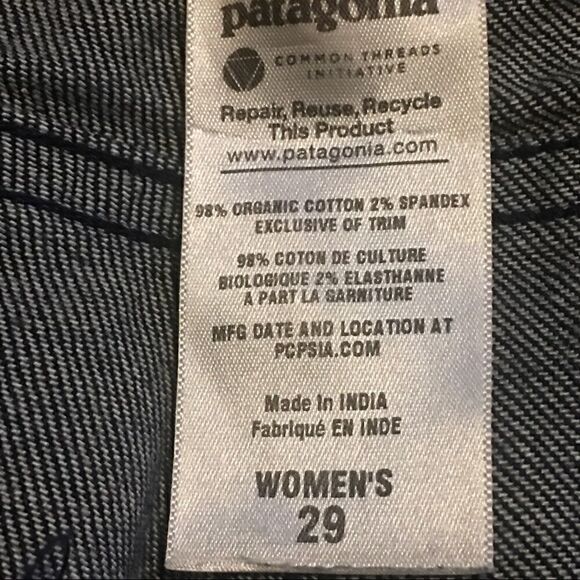 patagonia
COMMON THREADS
INITIATIVE
Repair, Reuse, Recycle
This Product
www.patagonia.com
98% ORGANIC COTTON 2% SPANDEX
EXCLUSIVE OF TRIM
98% COTON DE CULTURE
BIOLOGIQUE 2% ELASTHANNE
A PART LA GARNITURE
MFG DATE AND LOCATION AT
PCPSIA.COM
Made In INDIA
Fabriqué EN INDE
WOMEN'S
29